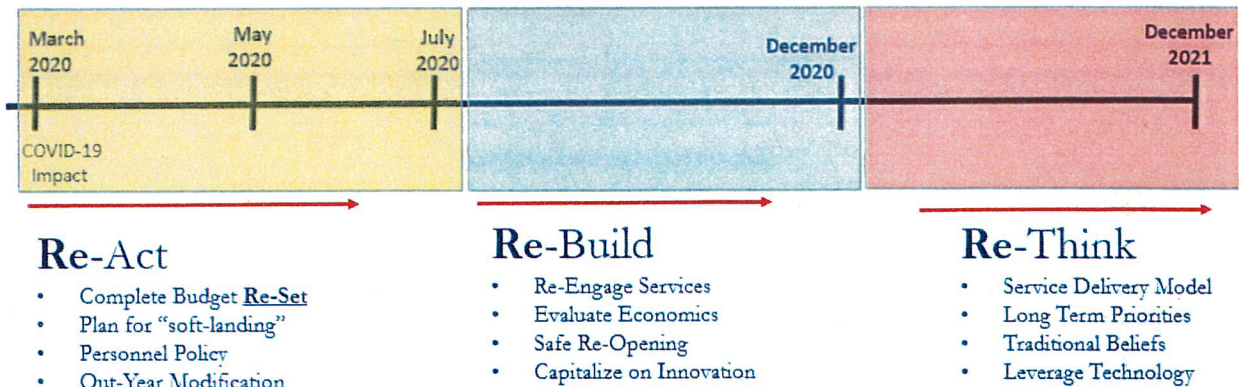 March
2020
May
2020
July
2020
December
2020
December
2021
COVID-19
Impact
Re-Act
• Complete Budget Re-Set
• Plan for “soft-landing”
• Personnel Policy
• Out-Year Modification
Re-Build
• Re-Engage Services
• Evaluate Economics
• Safe Re-Opening
• Capitalize on Innovation
Re-Think
• Service Delivery Model
• Long Term Priorities
• Traditional Beliefs
• Leverage Technology